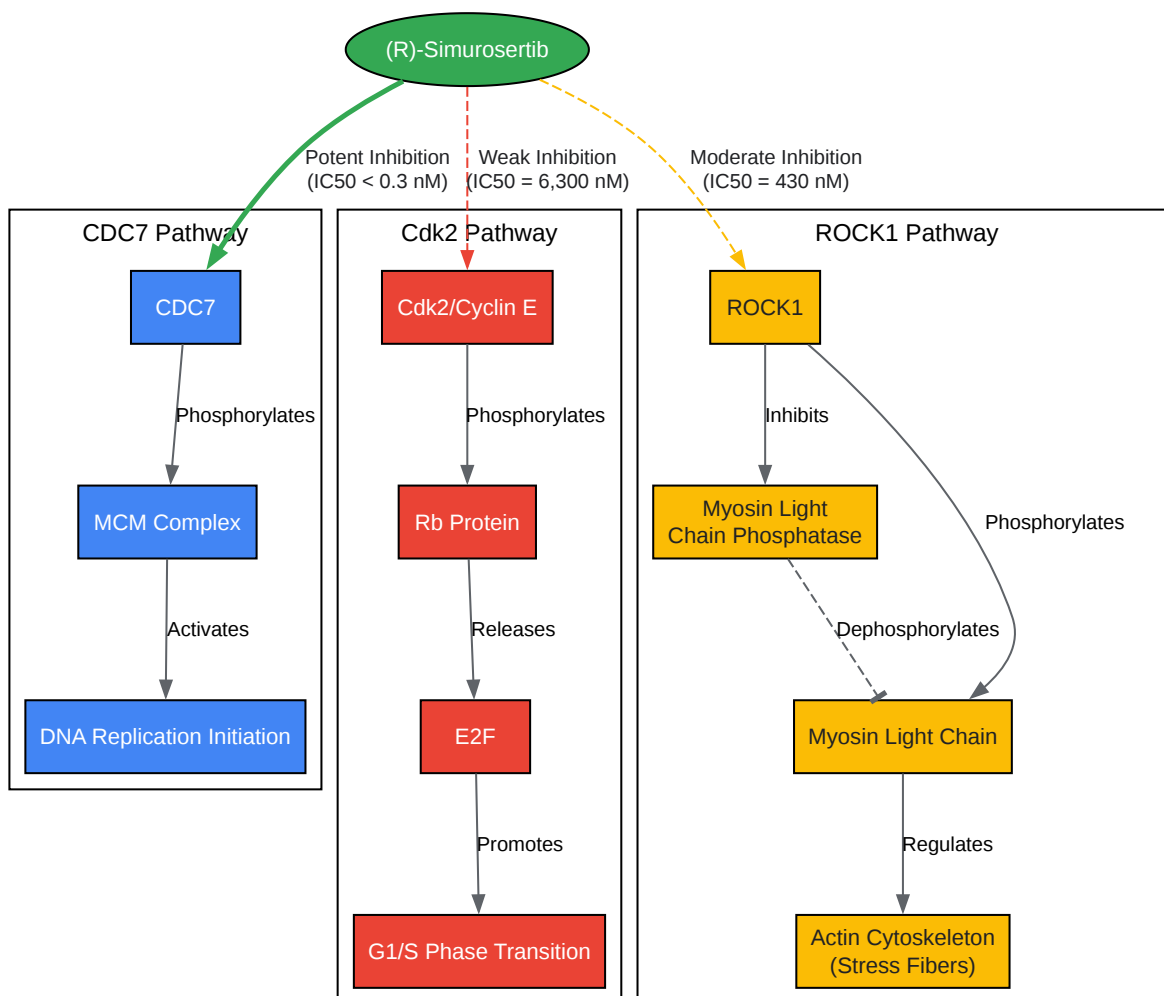 (R)-Simurosertib
Potent Inhibition
(IC50 < 0.3 nM)
Weak Inhibition
(IC50 = 6,300 nM)
Moderate Inhibition
(IC50 = 430 nM)
CDC7 Pathway
CDC7
Phosphorylates
MCM Complex
Activates
DNA Replication Initiation
Cdk2 Pathway
Cdk2/Cyclin E
Phosphorylates
Rb Protein
Releases
E2F
Promotes
G1/S Phase Transition
ROCK1 Pathway
ROCK1
Inhibits
Myosin Light
Chain Phosphatase
Phosphorylates
Dephosphorylates
Myosin Light Chain
Regulates
Actin Cytoskeleton
(Stress Fibers)